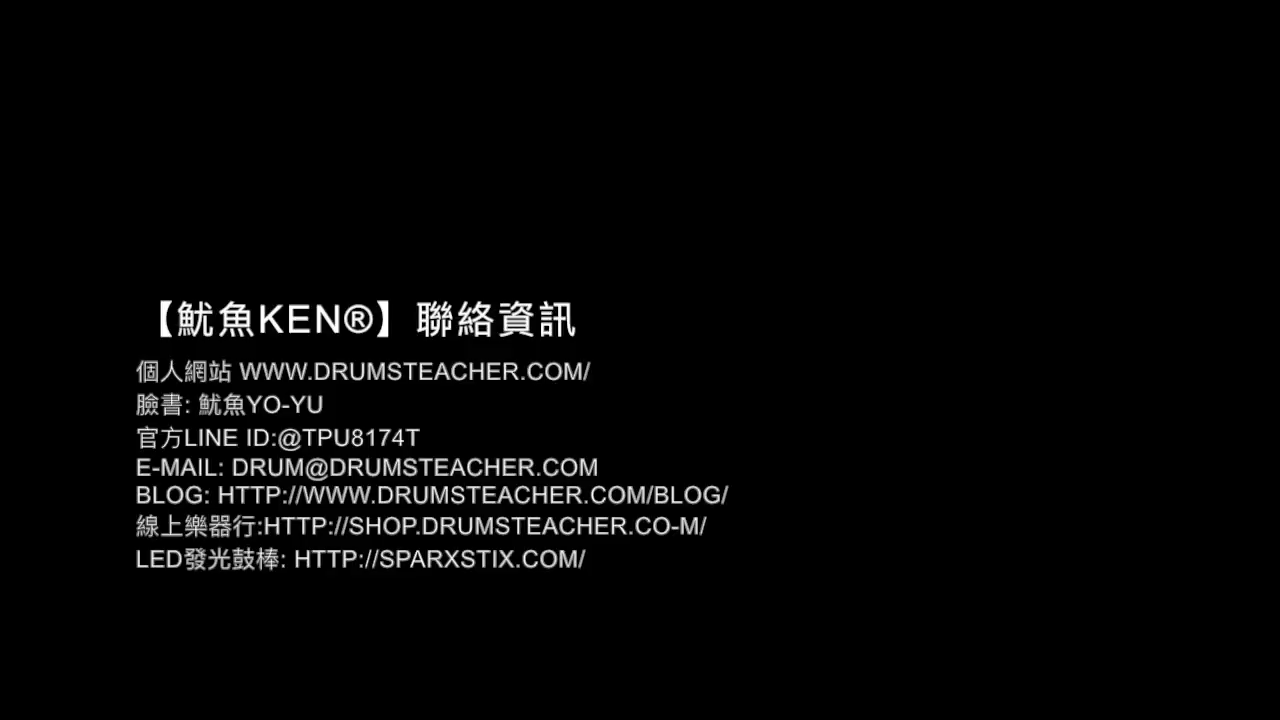 【魷魚KEN®】聯絡資訊
個人網站 WWW.DRUMSTEACHER.COM/
臉書: 魷魚YO-YU
官方LINE ID:@TPU8174T
E-MAIL: DRUM@DRUMSTEACHER.COM
BLOG: HTTP://WWW.DRUMSTEACHER.COM/BLOG/
線上樂器行:HTTP://SHOP.DRUMSTEACHER.CO-M/
LED發光鼓棒: HTTP://SPARXSTIX.COM/